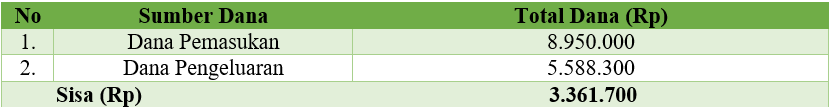 No Sumber Dana Total Dana (Rp)
1. Dana Pemasukan 8.950.000
2. Dana Pengeluaran 5.588.300
Sisa (Rp) 3.361.700